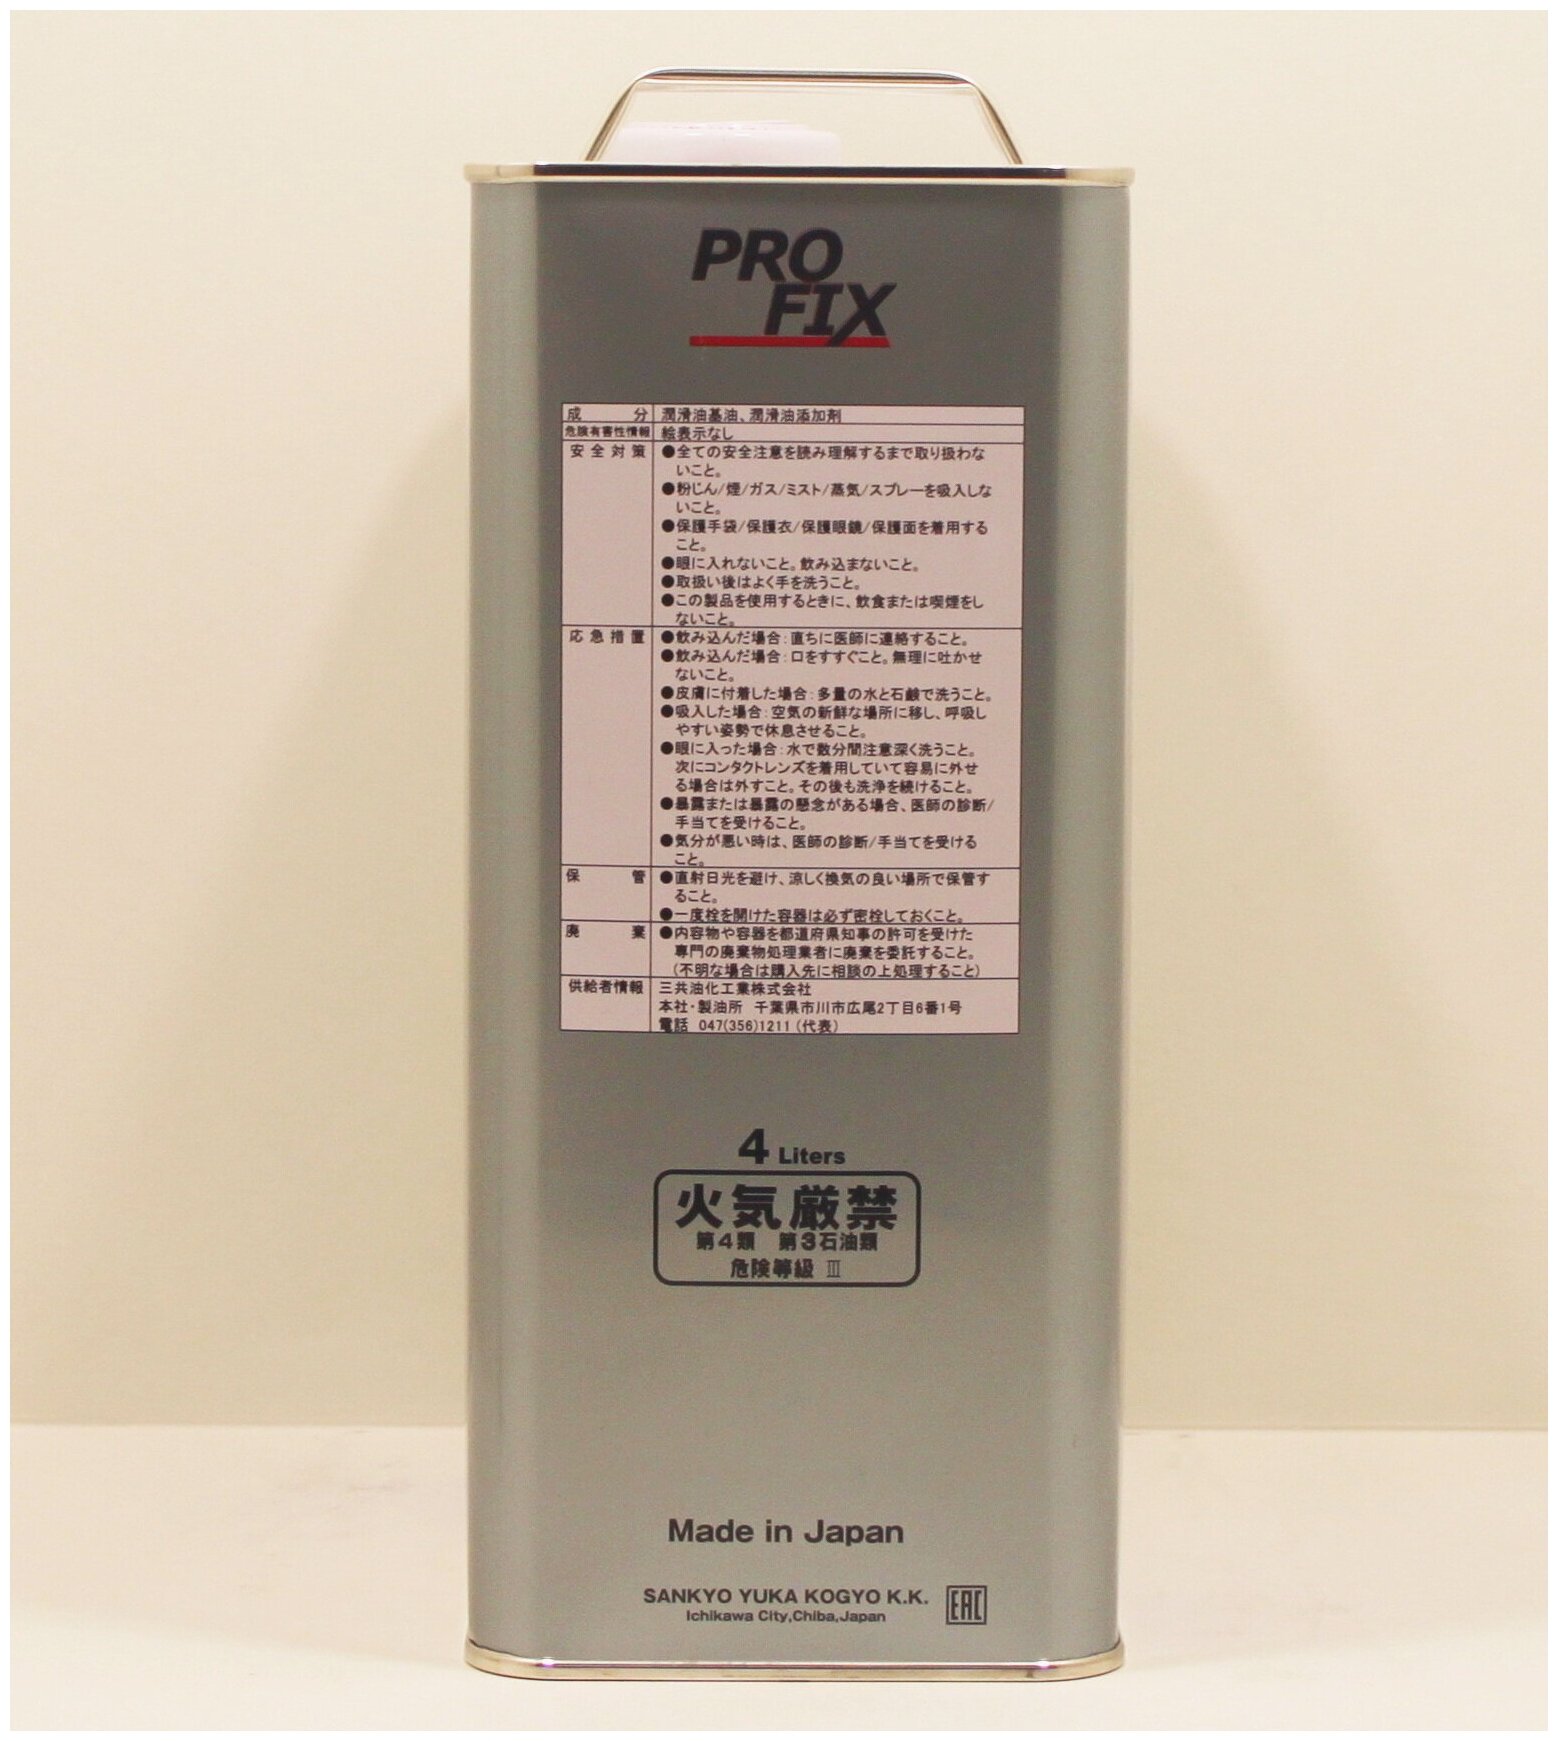 PRO
FIX
成 分 潤滑油基油、潤滑油添加剤
危険有害性情報 絵表示なし
安全対策 ●全ての安全注意を読み理解するまで取り扱わな
いこと。
●粉じん/煙/ガス/ミスト/蒸気/スプレーを吸入しな
いこと。
●保護手袋/保護衣/保護眼鏡/保護面を着用する
こと。
●眼に入れないこと。飲み込まないこと。
●取扱い後はよく手を洗うこと。
●この製品を使用するときに、飲食または喫煙をし
ないこと。
応急措置 ●飲み込んだ場合:直ちに医師に連絡すること。
●飲み込んだ場合:口をすすぐこと。無理に吐かせ
ないこと。
●皮膚に付着した場合:多量の水と石鹸で洗うこと。
●吸入した場合:空気の新鮮な場所に移し、呼吸し
やすい姿勢で休息させること。
●眼に入った場合:水で数分間注意深く洗うこと。
次にコンタクトレンズを着用していて容易に外せ
る場合は外すこと。その後も洗浄を続けること。
●暴露または暴露の懸念がある場合、医師の診断/
手当てを受けること。
●気分が悪い時は、医師の診断/手当てを受ける
こと。
保 管 ●直射日光を避け、涼しく換気の良い場所で保管す
ること。
●一度栓を開けた容器は必ず密栓しておくこと。
廃 棄 ●内容物や容器を都道府県知事の許可を受けた
専門の廃棄物処理業者に廃棄を委託すること。
(不明な場合は購入先に相談の上処理すること)
供給者情報 三共油化工業株式会社
本社・製油所 千葉県市川市広尾2丁目6番1号
電話 047(356)1211(代表)
4 Liters
火気厳禁
第4類 第3石油類
危険等級 Ⅲ
Made in Japan
SANKYO YUKA KOGYO K.K.
Ichikawa City,Chiba,Japan
EAC